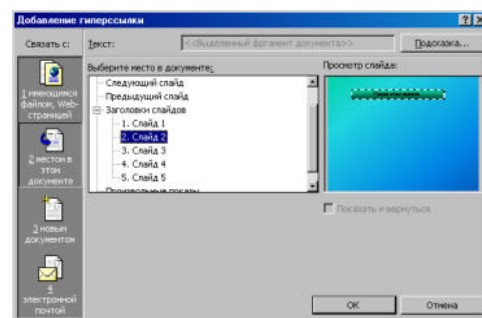 Добавление гиперссылки
Связать с:
Текст:
<<Выделенный фрагмент документа>>
Подсказка...
1 имеющимся
файлом, Web-
страницей
2 местом в
этом
документе
3 новым
документом
4
электронной
почтой
Выберите место в документе:
Следующий слайд
Предыдущий слайд
Заголовки слайдов
1. Слайд 1
2. Слайд 2
3. Слайд 3
4. Слайд 4
5. Слайд 5
Произвольные показы
Просмотр слайда:
Показать и вернуться
ОК
Отмена